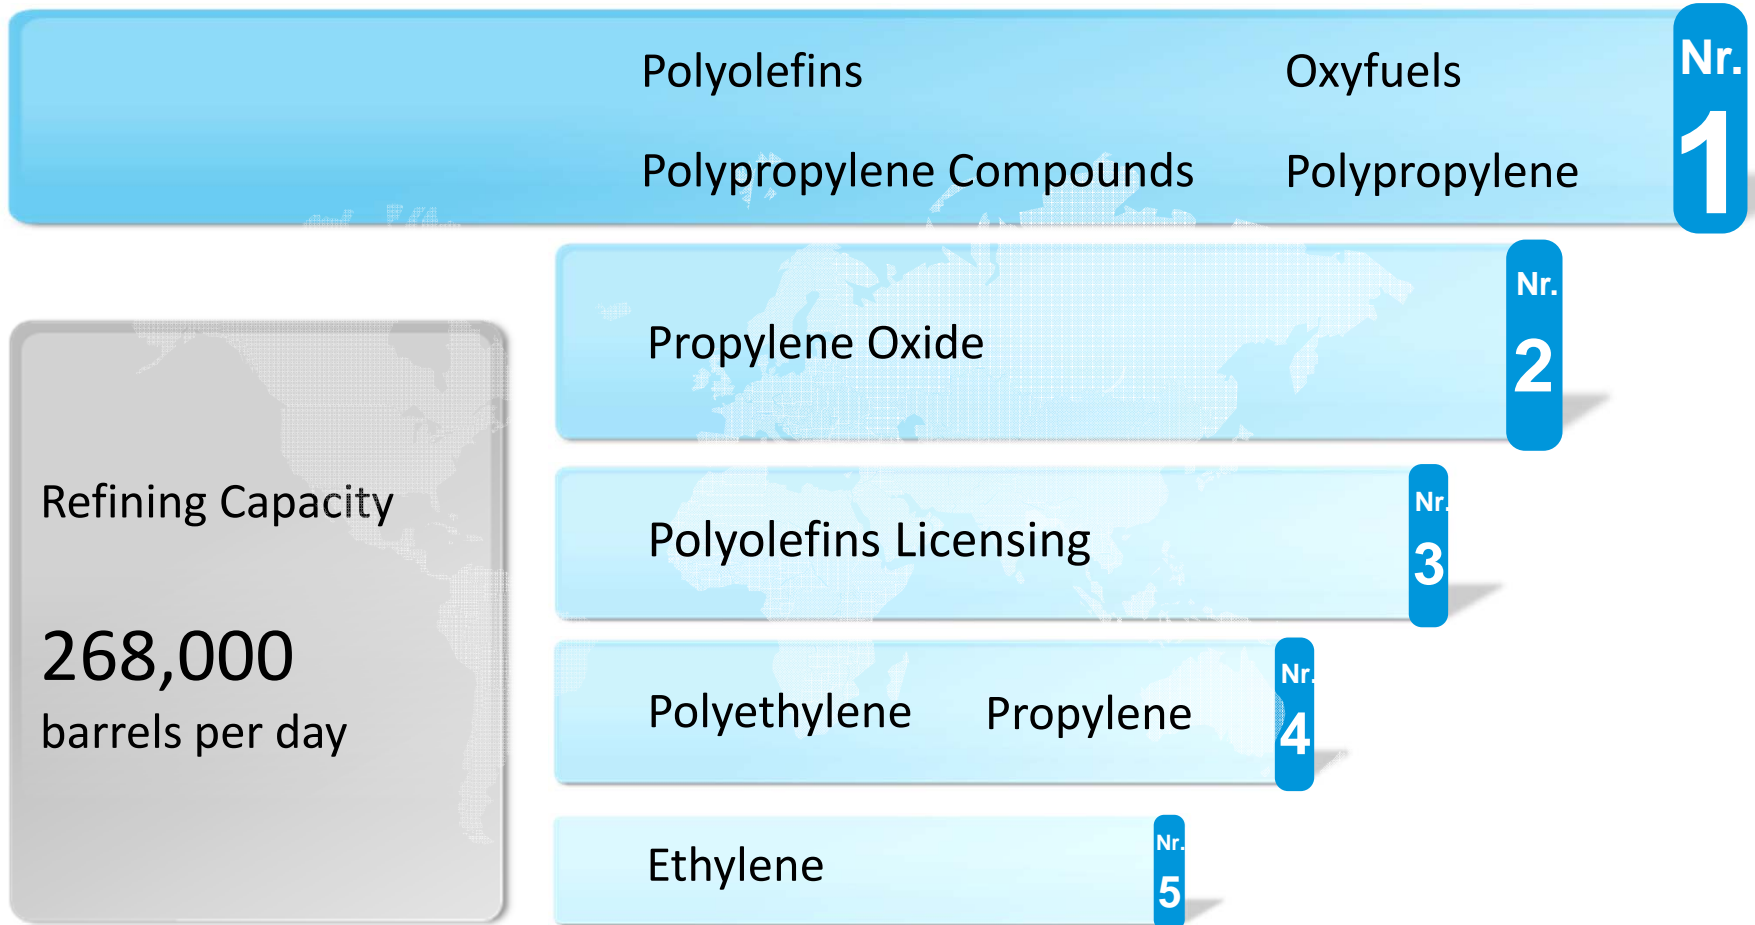 Polyolefins Oxyfuels Nr.
Polypropylene Compounds Polypropylene 1
Propylene Oxide
Nr.
2
Refining Capacity
268,000
barrels per day
Polyolefins Licensing
Nr.
3
Polyethylene Propylene
Nr.
4
Ethylene
Nr.
5